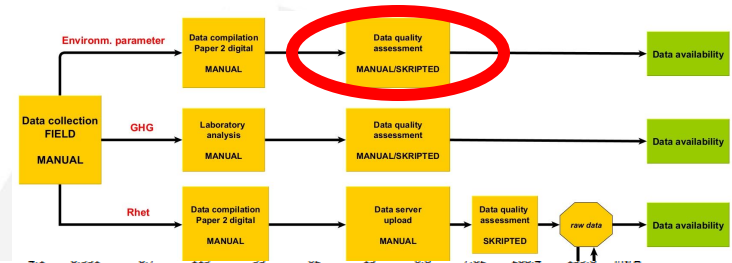 Environm. parameter
Data compilation
Paper 2 digital
MANUAL
Data quality
assessment
MANUAL/SKRIPTED
Data availability
Data collection
FIELD
MANUAL
GHG
Laboratory
analysis
MANUAL
Data quality
assessment
MANUAL/SKRIPTED
Data availability
Rhet
Data compilation
Paper 2 digital
MANUAL
Data server
upload
MANUAL
Data quality
assessment
SKRIPTED
raw data
Data availability